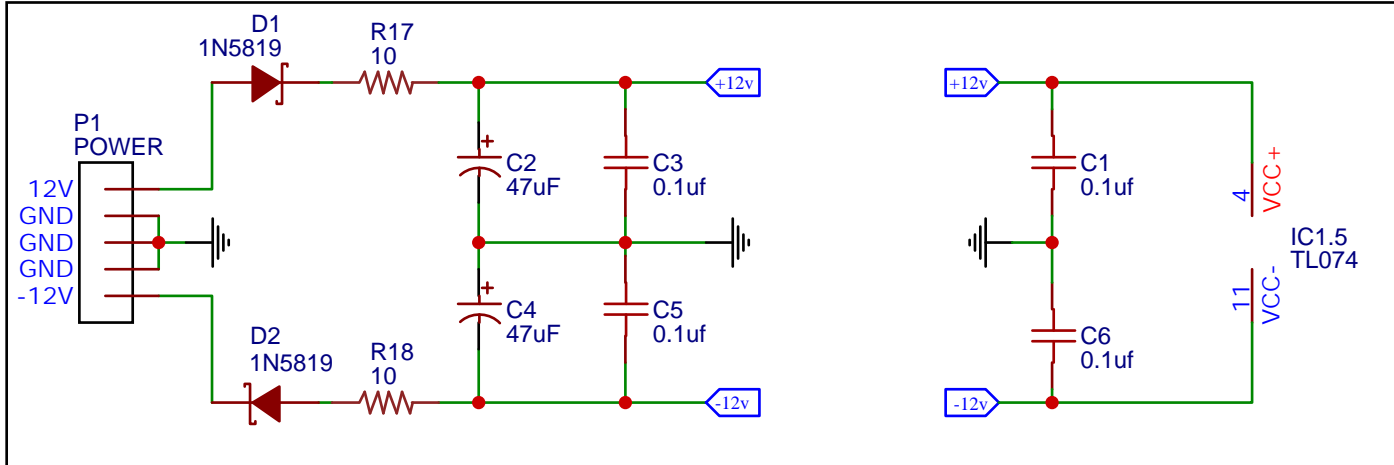 D1
1N5819
R17
10
+12v
+12v
P1
POWER
+
C2
47uF
C3
0.1uf
C1
0.1uf
4
VCC+
12V
GND
GND
GND
-12V
IC1.5
TL074
+
C4
47uF
C5
0.1uf
C6
0.1uf
11
VCC-
D2
1N5819
R18
10
-12v
-12v